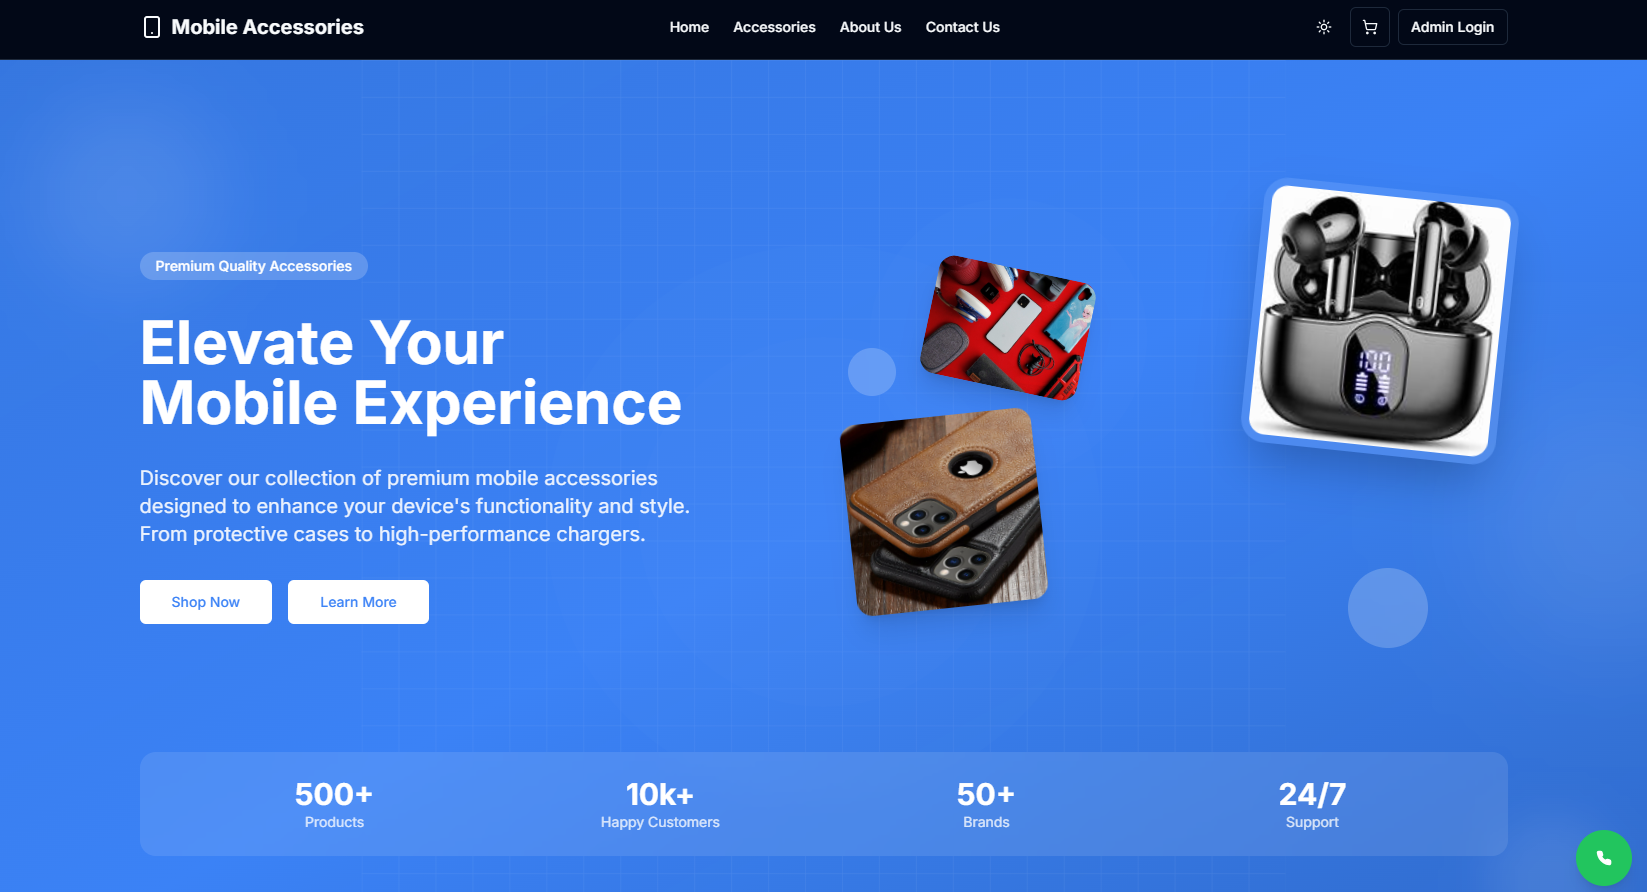 Mobile Accessories
Home
Accessories
About Us
Contact Us
Admin Login
Premium Quality Accessories
Elevate Your
Mobile Experience
Discover our collection of premium mobile accessories
designed to enhance your device's functionality and style.
From protective cases to high-performance chargers.
Shop Now
Learn More
500+
Products
10k+
Happy Customers
50+
Brands
24/7
Support